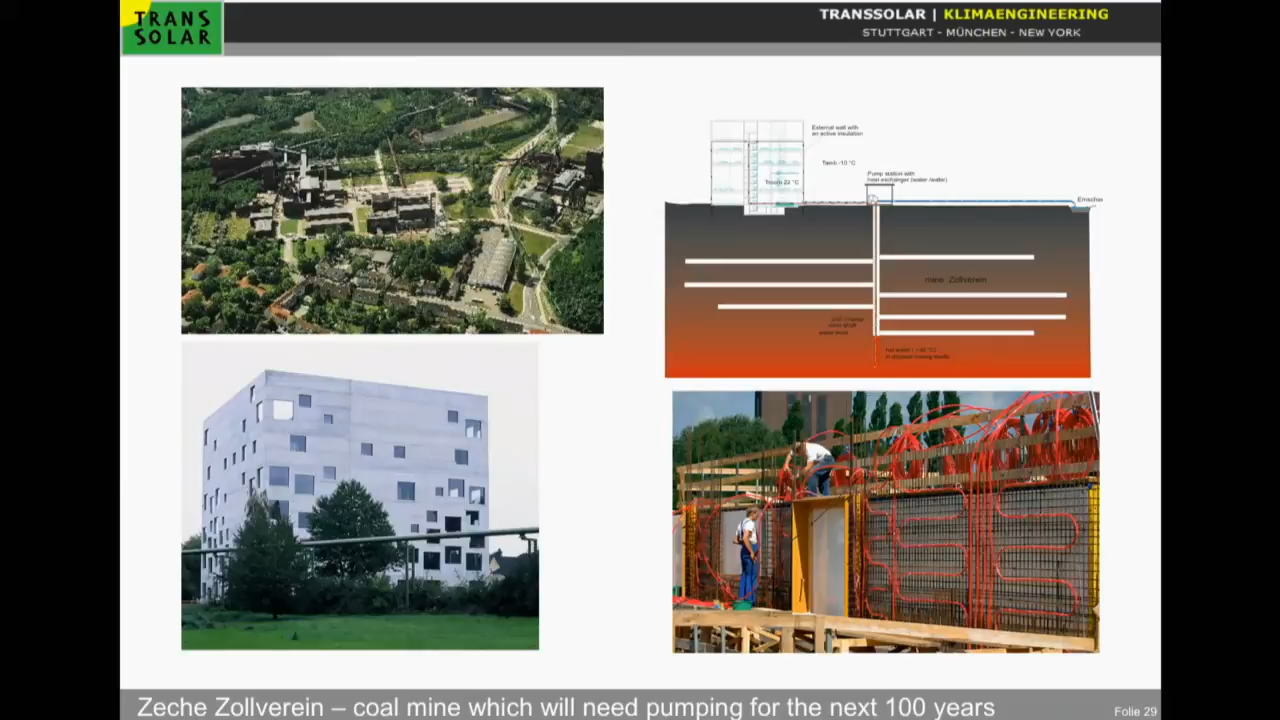 TRANS
SOLAR
TRANSSOLAR | KLIMAENGINEERING
STUTTGART - MÜNCHEN - NEW YORK
External wall with
an active insulation
Tamb -10 °C
Troom 22 °C
Pump station with
heat exchanger (water /water)
Emscher
mine Zollverein
Zeche Zollverein – coal mine which will need pumping for the next 100 years
Folie 29